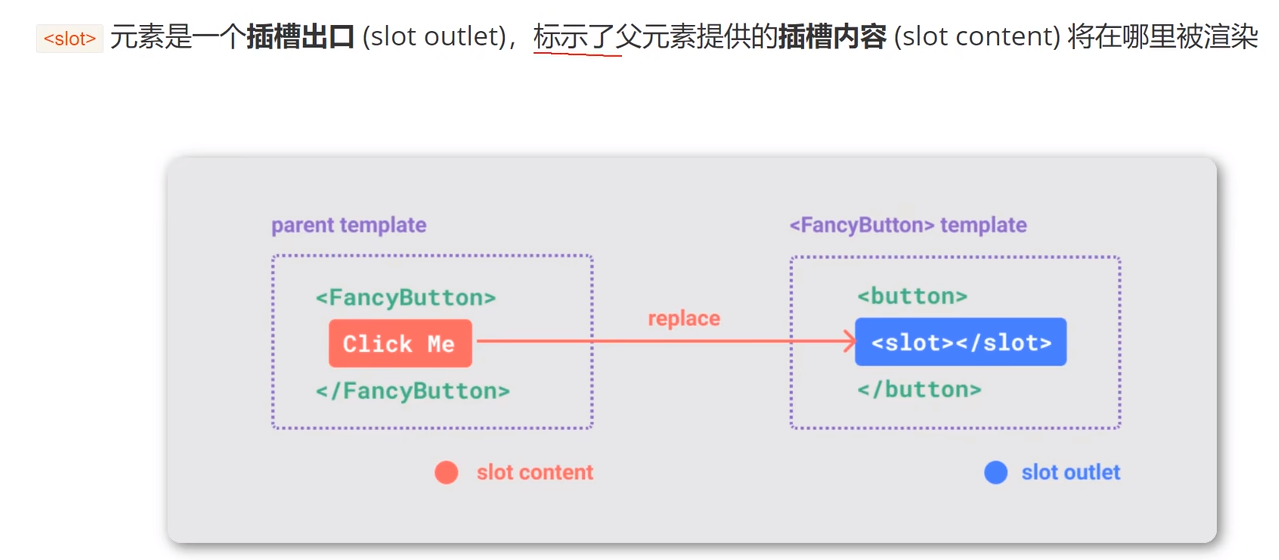 <slot> 元素是一个插槽出口 (slot outlet)，标示了父元素提供的插槽内容 (slot content) 将在哪里被渲染
parent template
<FancyButton> template
<FancyButton>
Click Me
</FancyButton>
replace
<button>
<slot></slot>
</button>
slot content
slot outlet